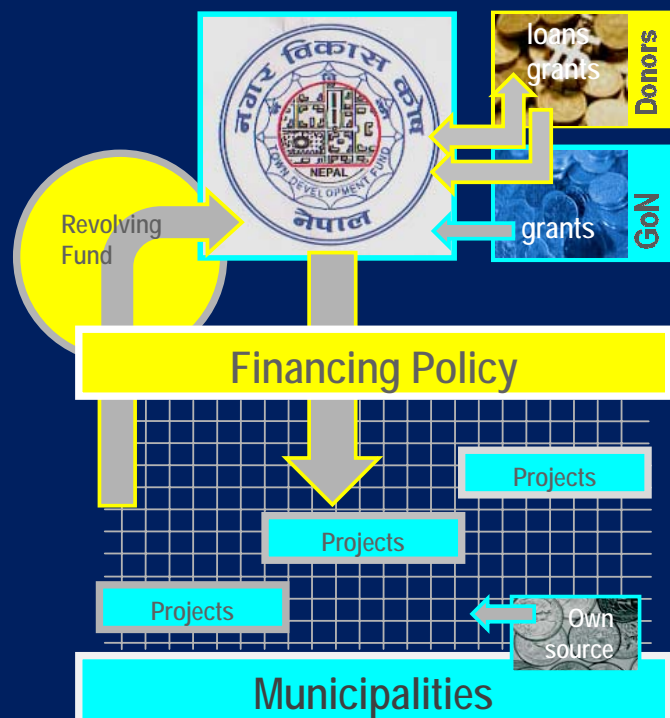 नगर विकास कोष
NEPAL
TOWN DEVELOPMENT FUND
नेपाल
loans
grants
Donors
grants
GoN
Revolving
Fund
Financing Policy
Projects
Projects
Projects
Own
source
Municipalities